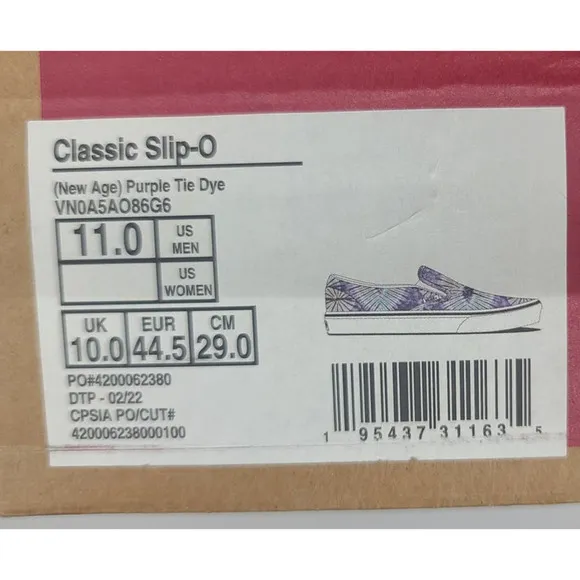 Classic Slip-O
(New Age) Purple Tie Dye
VN0A5AO86G6
11.0 US MEN
US WOMEN
UK EUR CM
10.0 44.5 29.0
PO#4200062380
DTP - 02/22
CPSIA PO/CUT#
420006238000100
1 95437 31163 5